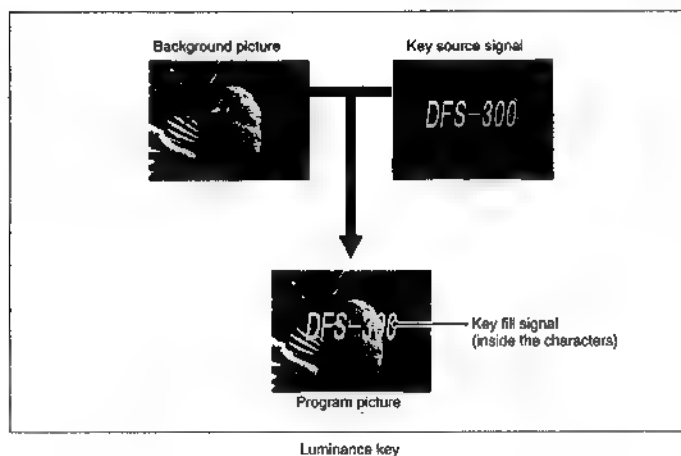 Background picture
Key source signal
DFS-300
DFS-300
Key fill signal
(inside the characters)
Program picture
Luminance key